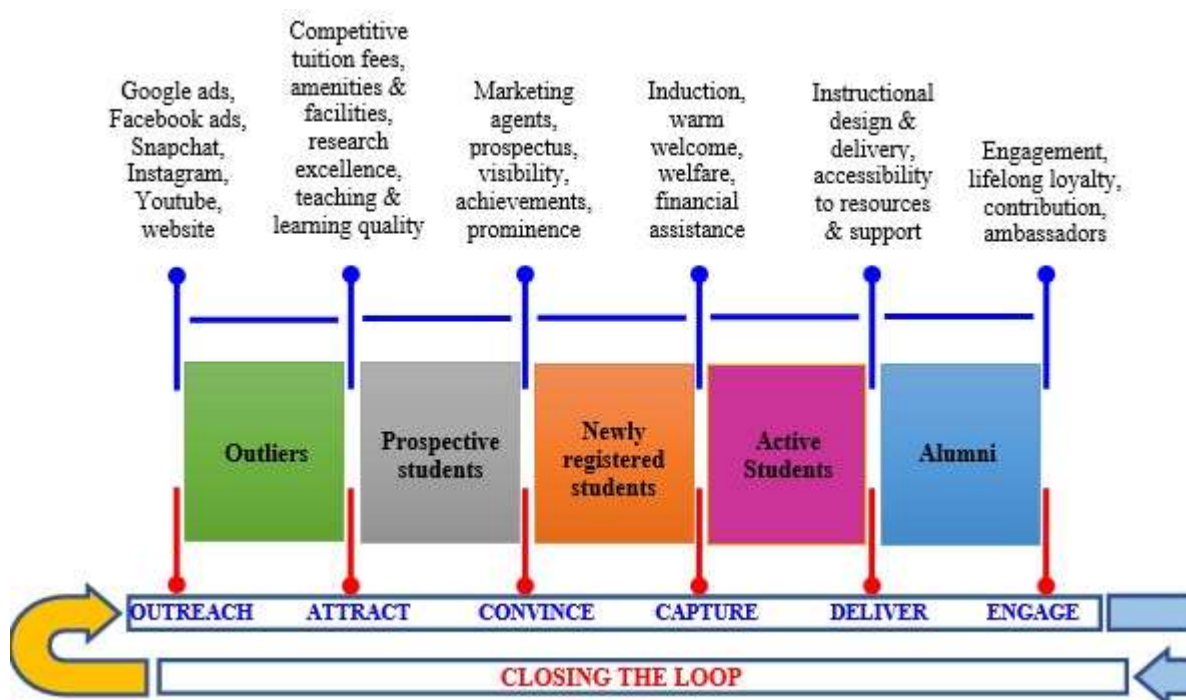 Google ads,
Facebook ads,
Snapchat,
Instagram,
Youtube,
website
Competitive
tuition fees,
amenities &
facilities,
research
excellence,
teaching &
learning quality
Marketing
agents,
prospectus,
visibility,
achievements,
prominence
Induction,
warm
welcome,
welfare,
financial
assistance
Instructional
design &
delivery,
accessibility
to resources
& support
Engagement,
lifelong loyalty,
contribution,
ambassadors
Outliers
Prospective
students
Newly
registered
students
Active
Students
Alumni
OUTREACH ATTRACT CONVINCE CAPTURE DELIVER ENGAGE
CLOSING THE LOOP